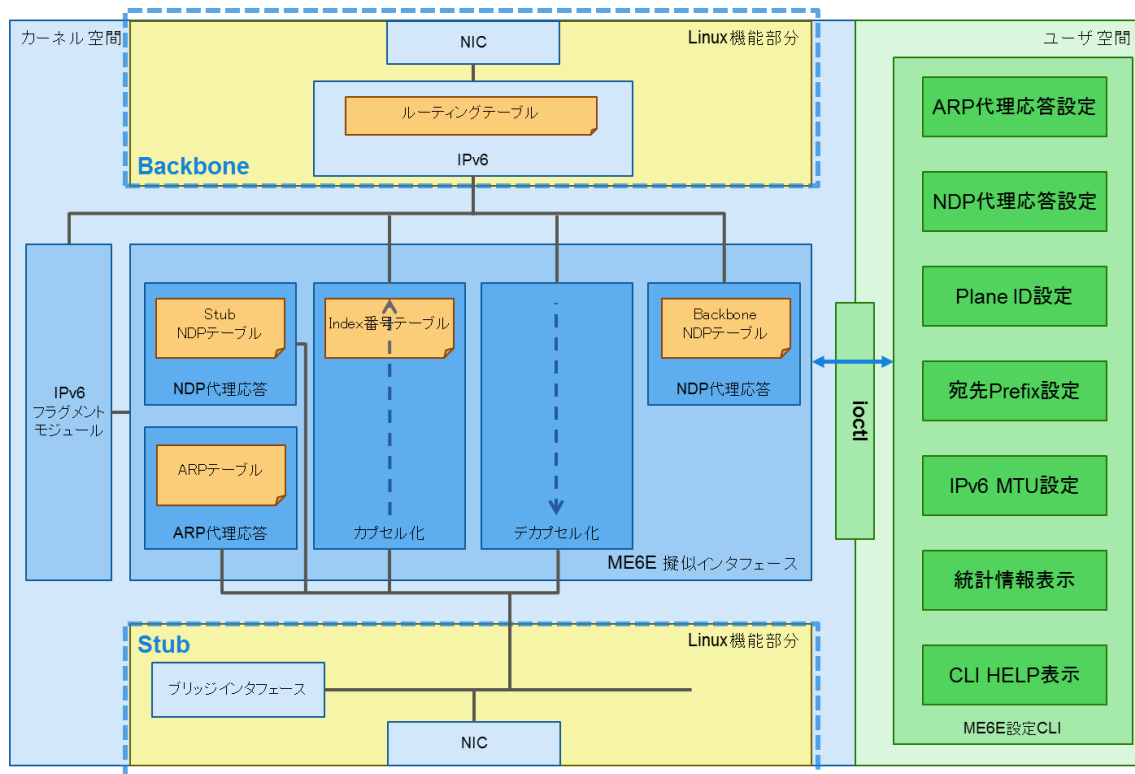 カーネル空間
NIC
Linux機能部分
ルーティングテーブル
IPv6
Backbone
ユーザ空間
ARP代理応答設定
NDP代理応答設定
Plane ID設定
宛先Prefix設定
IPv6 MTU設定
統計情報表示
CLI HELP表示
ME6E設定CLI
ioctl
IPv6
フラグメント
モジュール
Stub
NDPテーブル
NDP代理応答
ARPテーブル
ARP代理応答
Index番号テーブル
カプセル化
デカプセル化
Backbone
NDPテーブル
NDP代理応答
ME6E 擬似インタフェース
Stub
Linux機能部分
ブリッジインタフェース
NIC